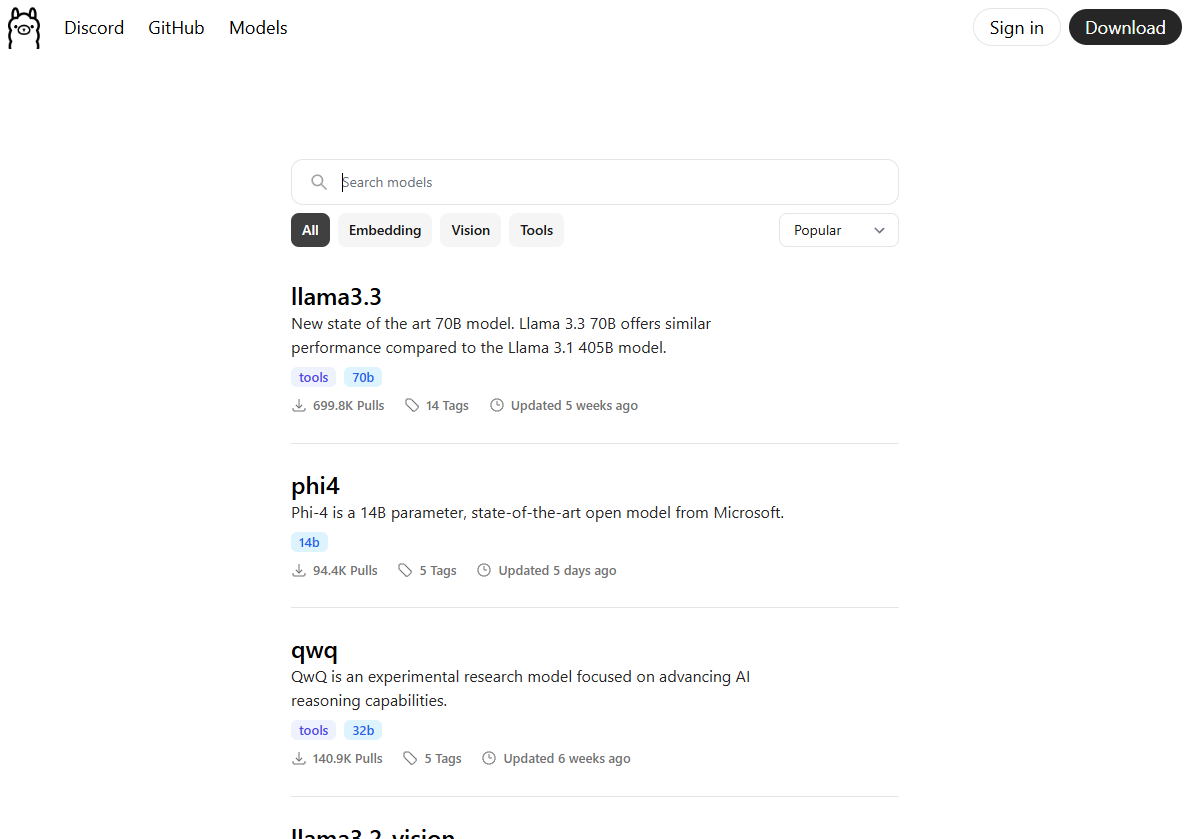 Discord GitHub Models Sign in Download
Search models
All Embedding Vision Tools Popular
llama3.3
New state of the art 70B model. Llama 3.3 70B offers similar
performance compared to the Llama 3.1 405B model.
tools 70b
699.8K Pulls 14 Tags Updated 5 weeks ago
phi4
Phi-4 is a 14B parameter, state-of-the-art open model from Microsoft.
14b
94.4K Pulls 5 Tags Updated 5 days ago
qwq
QwQ is an experimental research model focused on advancing AI
reasoning capabilities.
tools 32b
140.9K Pulls 5 Tags Updated 6 weeks ago
llama3.2-vision